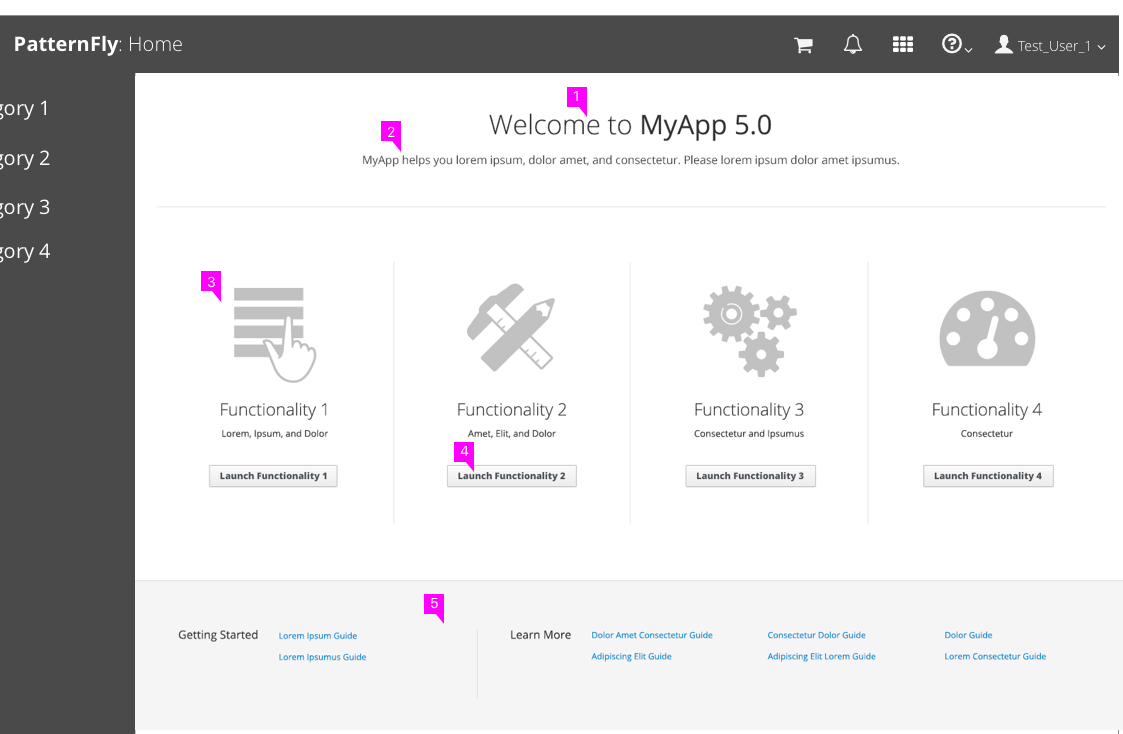 PatternFly: Home
Test_User_1
gory 1
gory 2
gory 3
gory 4
1
Welcome to MyApp 5.0
2
MyApp helps you lorem ipsum, dolor amet, and consectetur. Please lorem ipsum dolor amet ipsumus.
3
Functionality 1
Lorem, Ipsum, and Dolor
Launch Functionality 1
Functionality 2
Amet, Elit, and Dolor
4
Launch Functionality 2
Functionality 3
Consectetur and Ipsumus
Launch Functionality 3
Functionality 4
Consectetur
Launch Functionality 4
5
Getting Started
Lorem Ipsum Guide
Lorem Ipsumus Guide
Learn More
Dolor Amet Consectetur Guide
Adipiscing Elit Guide
Consectetur Dolor Guide
Adipiscing Elit Lorem Guide
Dolor Guide
Lorem Consectetur Guide